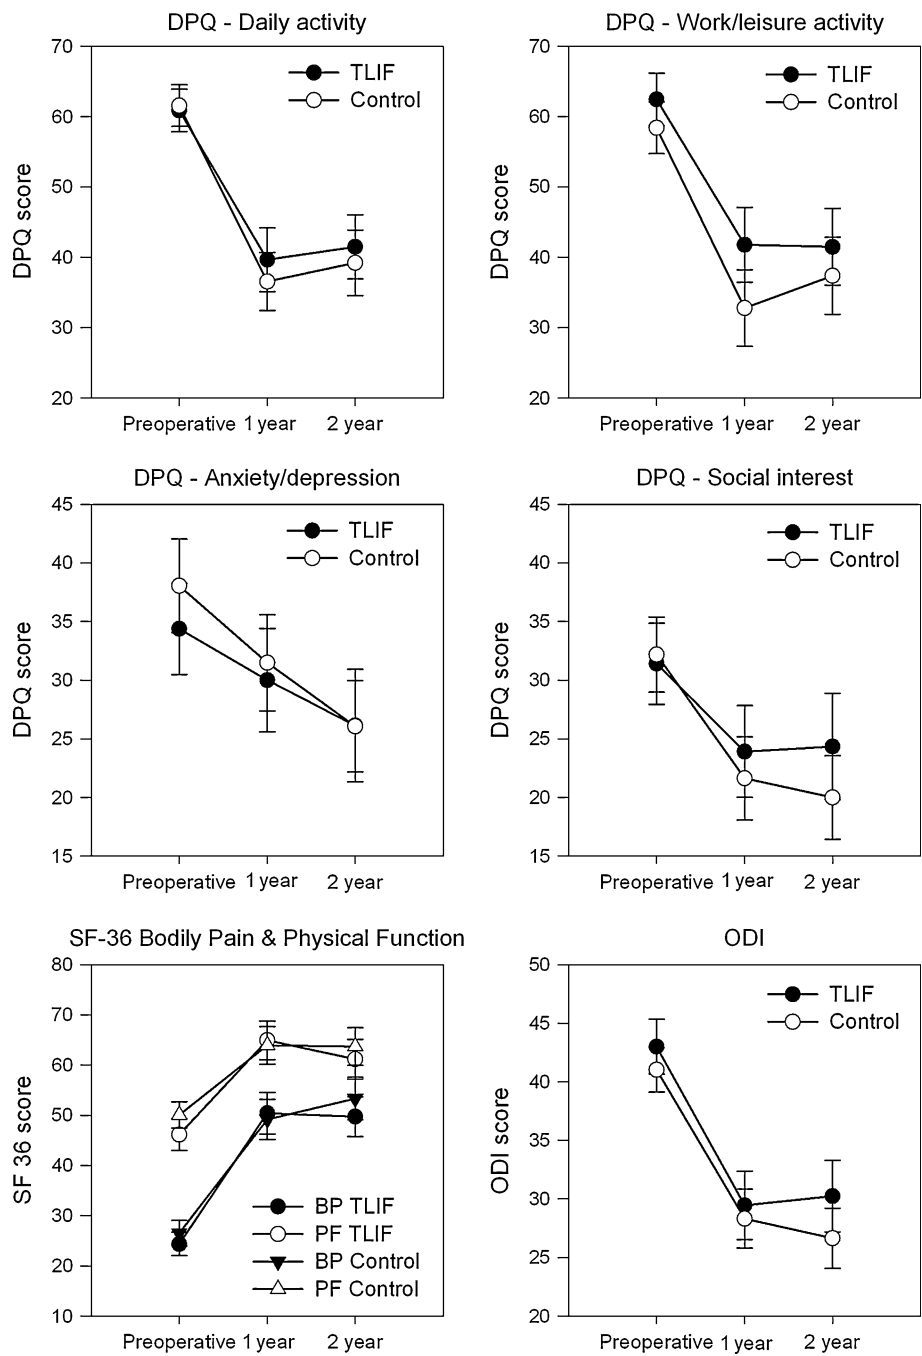 DPQ - Daily activity
70
60
50
40
30
20
DPQ score
TLIF
Control
Preoperative 1 year 2 year
DPQ - Work/leisure activity
70
60
50
40
30
20
DPQ score
TLIF
Control
Preoperative 1 year 2 year
DPQ - Anxiety/depression
45
40
35
30
25
20
15
DPQ score
TLIF
Control
Preoperative 1 year 2 year
DPQ - Social interest
45
40
35
30
25
20
15
DPQ score
TLIF
Control
Preoperative 1 year 2 year
SF-36 Bodily Pain & Physical Function
80
70
60
50
40
30
20
10
SF 36 score
BP TLIF
PF TLIF
BP Control
PF Control
Preoperative 1 year 2 year
ODI
50
45
40
35
30
25
20
ODI score
TLIF
Control
Preoperative 1 year 2 year